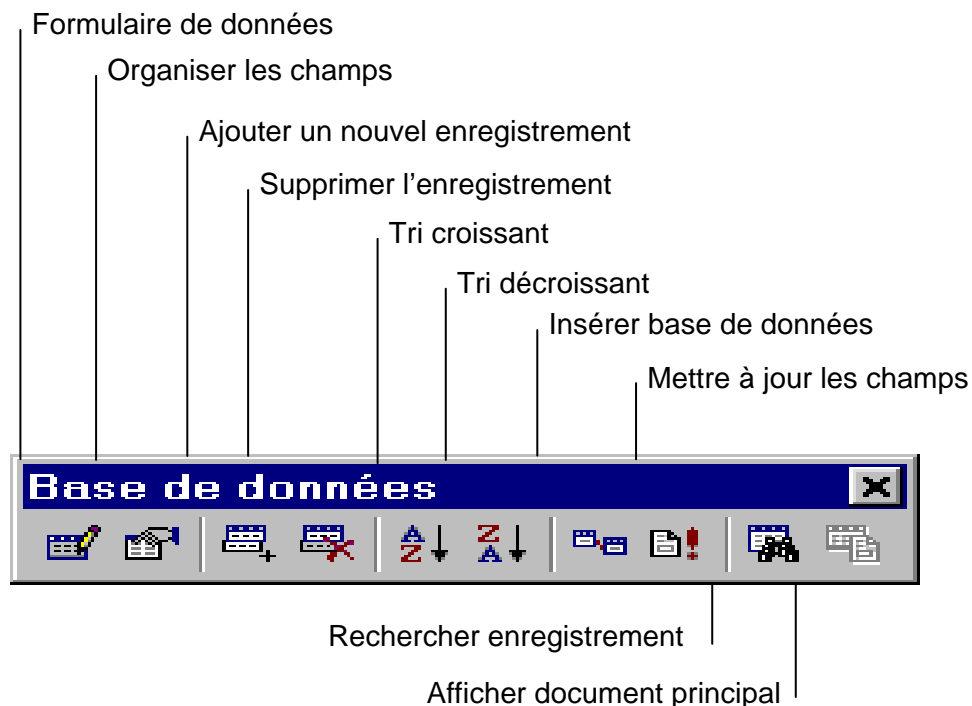 Formulaire de données
Organiser les champs
Ajouter un nouvel enregistrement
Supprimer l’enregistrement
Tri croissant
Tri décroissant
Insérer base de données
Mettre à jour les champs
Base de données
A Z
Z A
Rechercher enregistrement
Afficher document principal